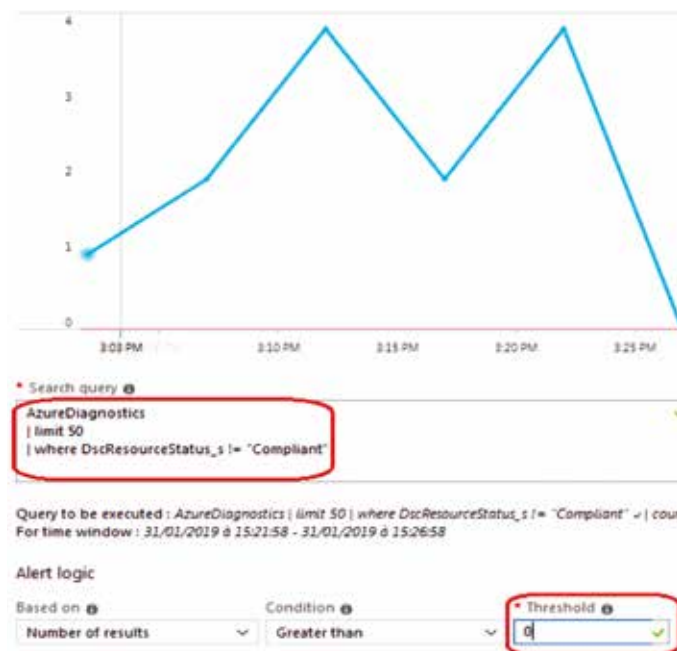 4
3
2
1
0
3:03 PM 3:10 PM 3:15 PM 3:20 PM 3:25 PM
* Search query
AzureDiagnostics
| limit 50
| where DscResourceStatus_s != "Compliant"
Query to be executed : AzureDiagnostics | limit 50 | where DscResourceStatus_s != "Compliant" | cou
For time window : 31/01/2019 à 15:21:58 - 31/01/2019 à 15:26:58
Alert logic
Based on Condition * Threshold
Number of results Greater than 0